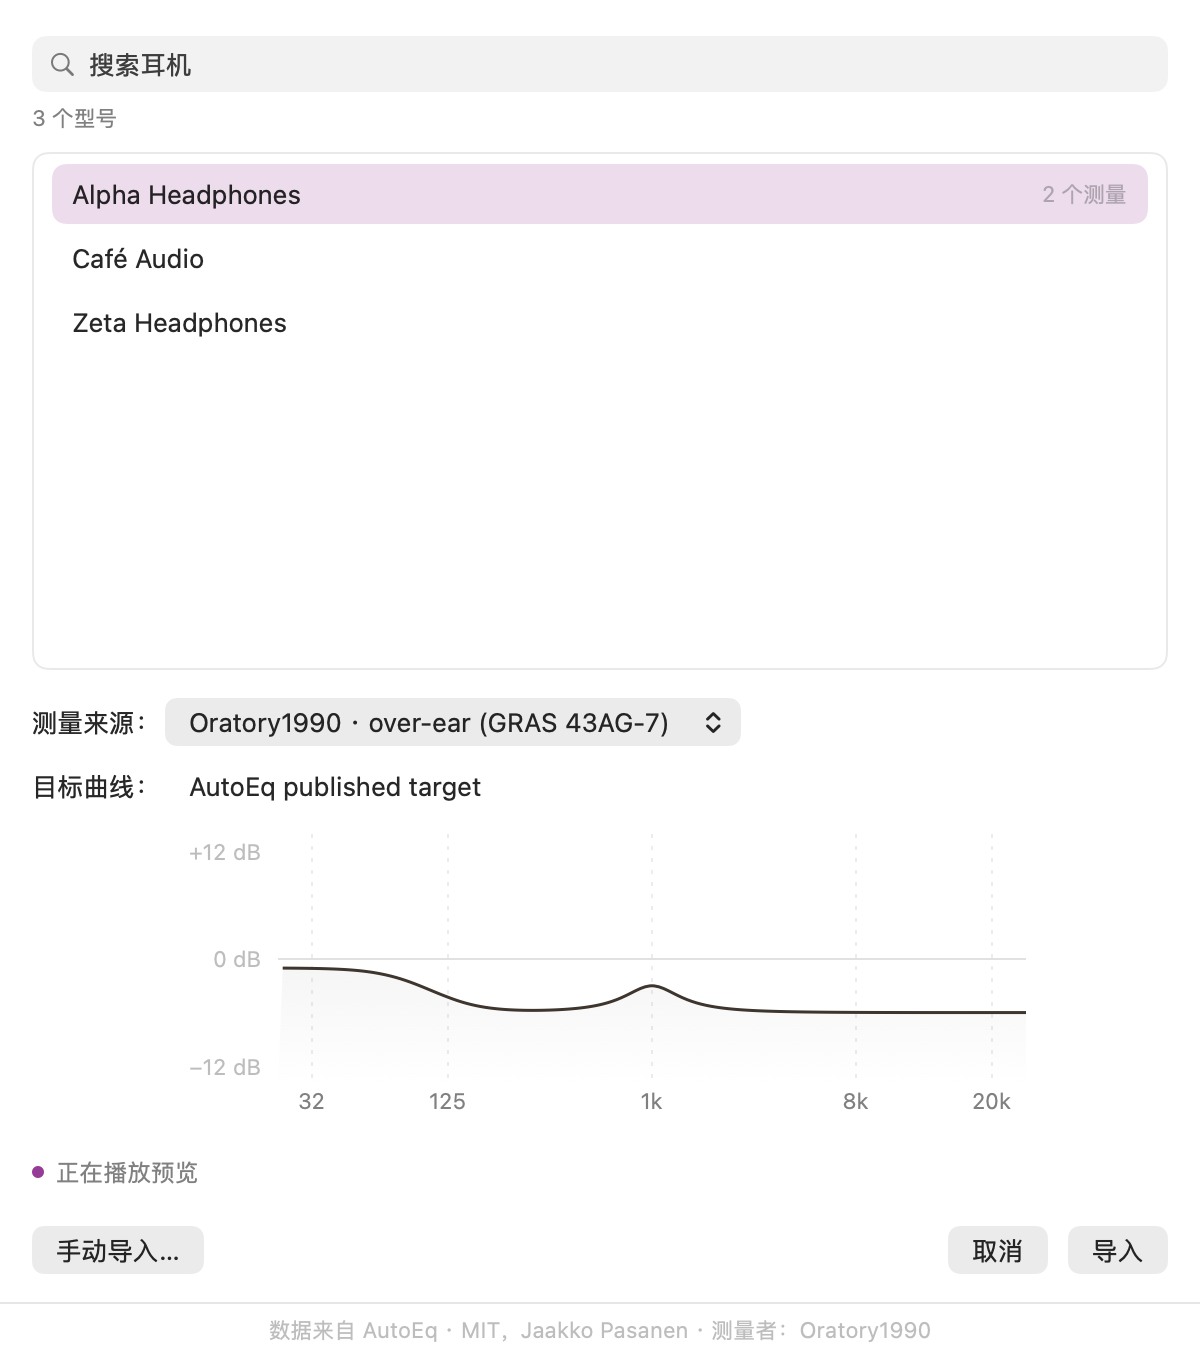 搜索耳机
3 个型号
Alpha Headphones 2 个测量
Café Audio
Zeta Headphones
测量来源： Oratory1990 · over-ear (GRAS 43AG-7)
目标曲线： AutoEq published target
+12 dB
0 dB
−12 dB
32 125 1k 8k 20k
正在播放预览
手动导入... 取消 导入
数据来自 AutoEq · MIT，Jaakko Pasanen · 测量者：Oratory1990